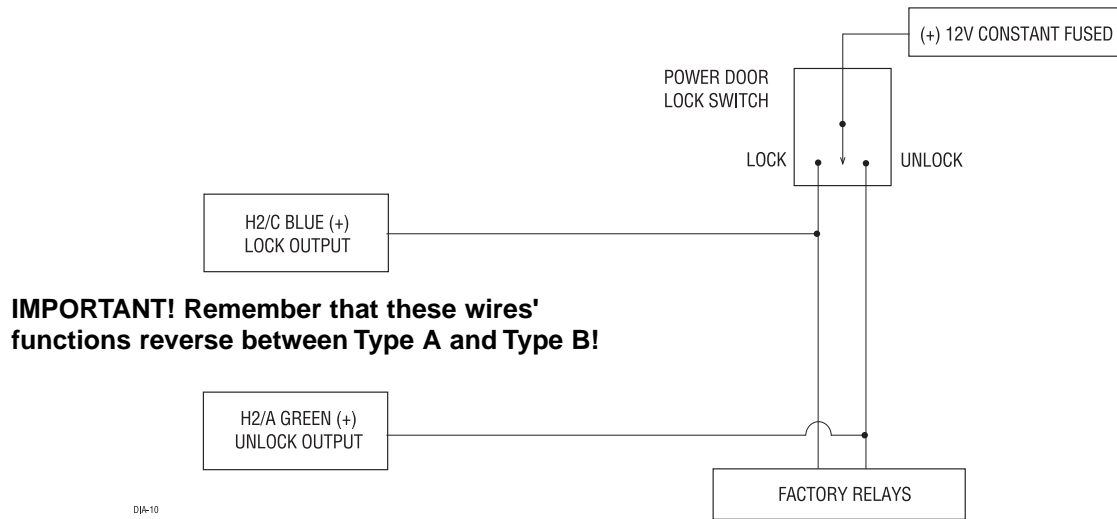 (+) 12V CONSTANT FUSED
POWER DOOR
LOCK SWITCH
LOCK
UNLOCK
H2/C BLUE (+)
LOCK OUTPUT
IMPORTANT! Remember that these wires'
functions reverse between Type A and Type B!
H2/A GREEN (+)
UNLOCK OUTPUT
FACTORY RELAYS
DIA-10